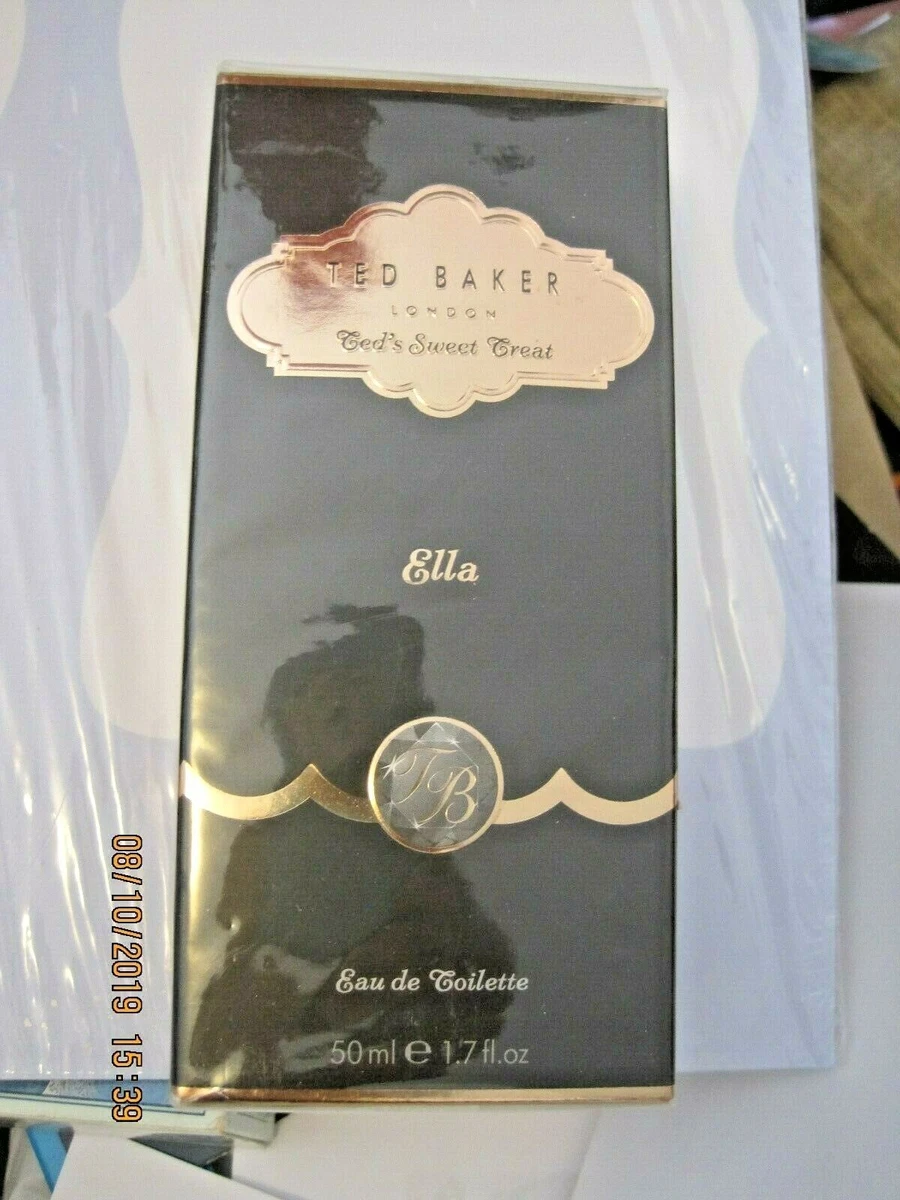 TED BAKER
LONDON
Ted's Sweet Treat
Ella
TB
Eau de Toilette
50ml e 1.7 fl.oz
08/10/2019 15:39